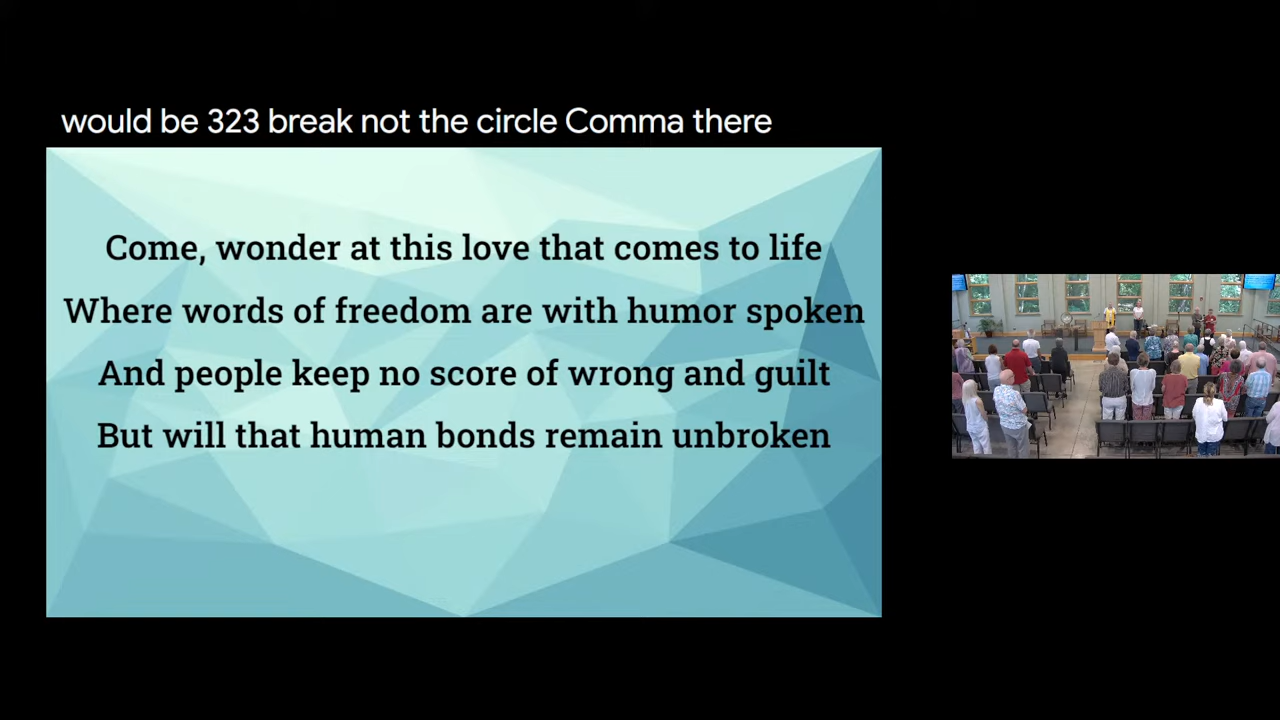 would be 323 break not the circle Comma there
Come, wonder at this love that comes to life
Where words of freedom are with humor spoken
And people keep no score of wrong and guilt
But will that human bonds remain unbroken